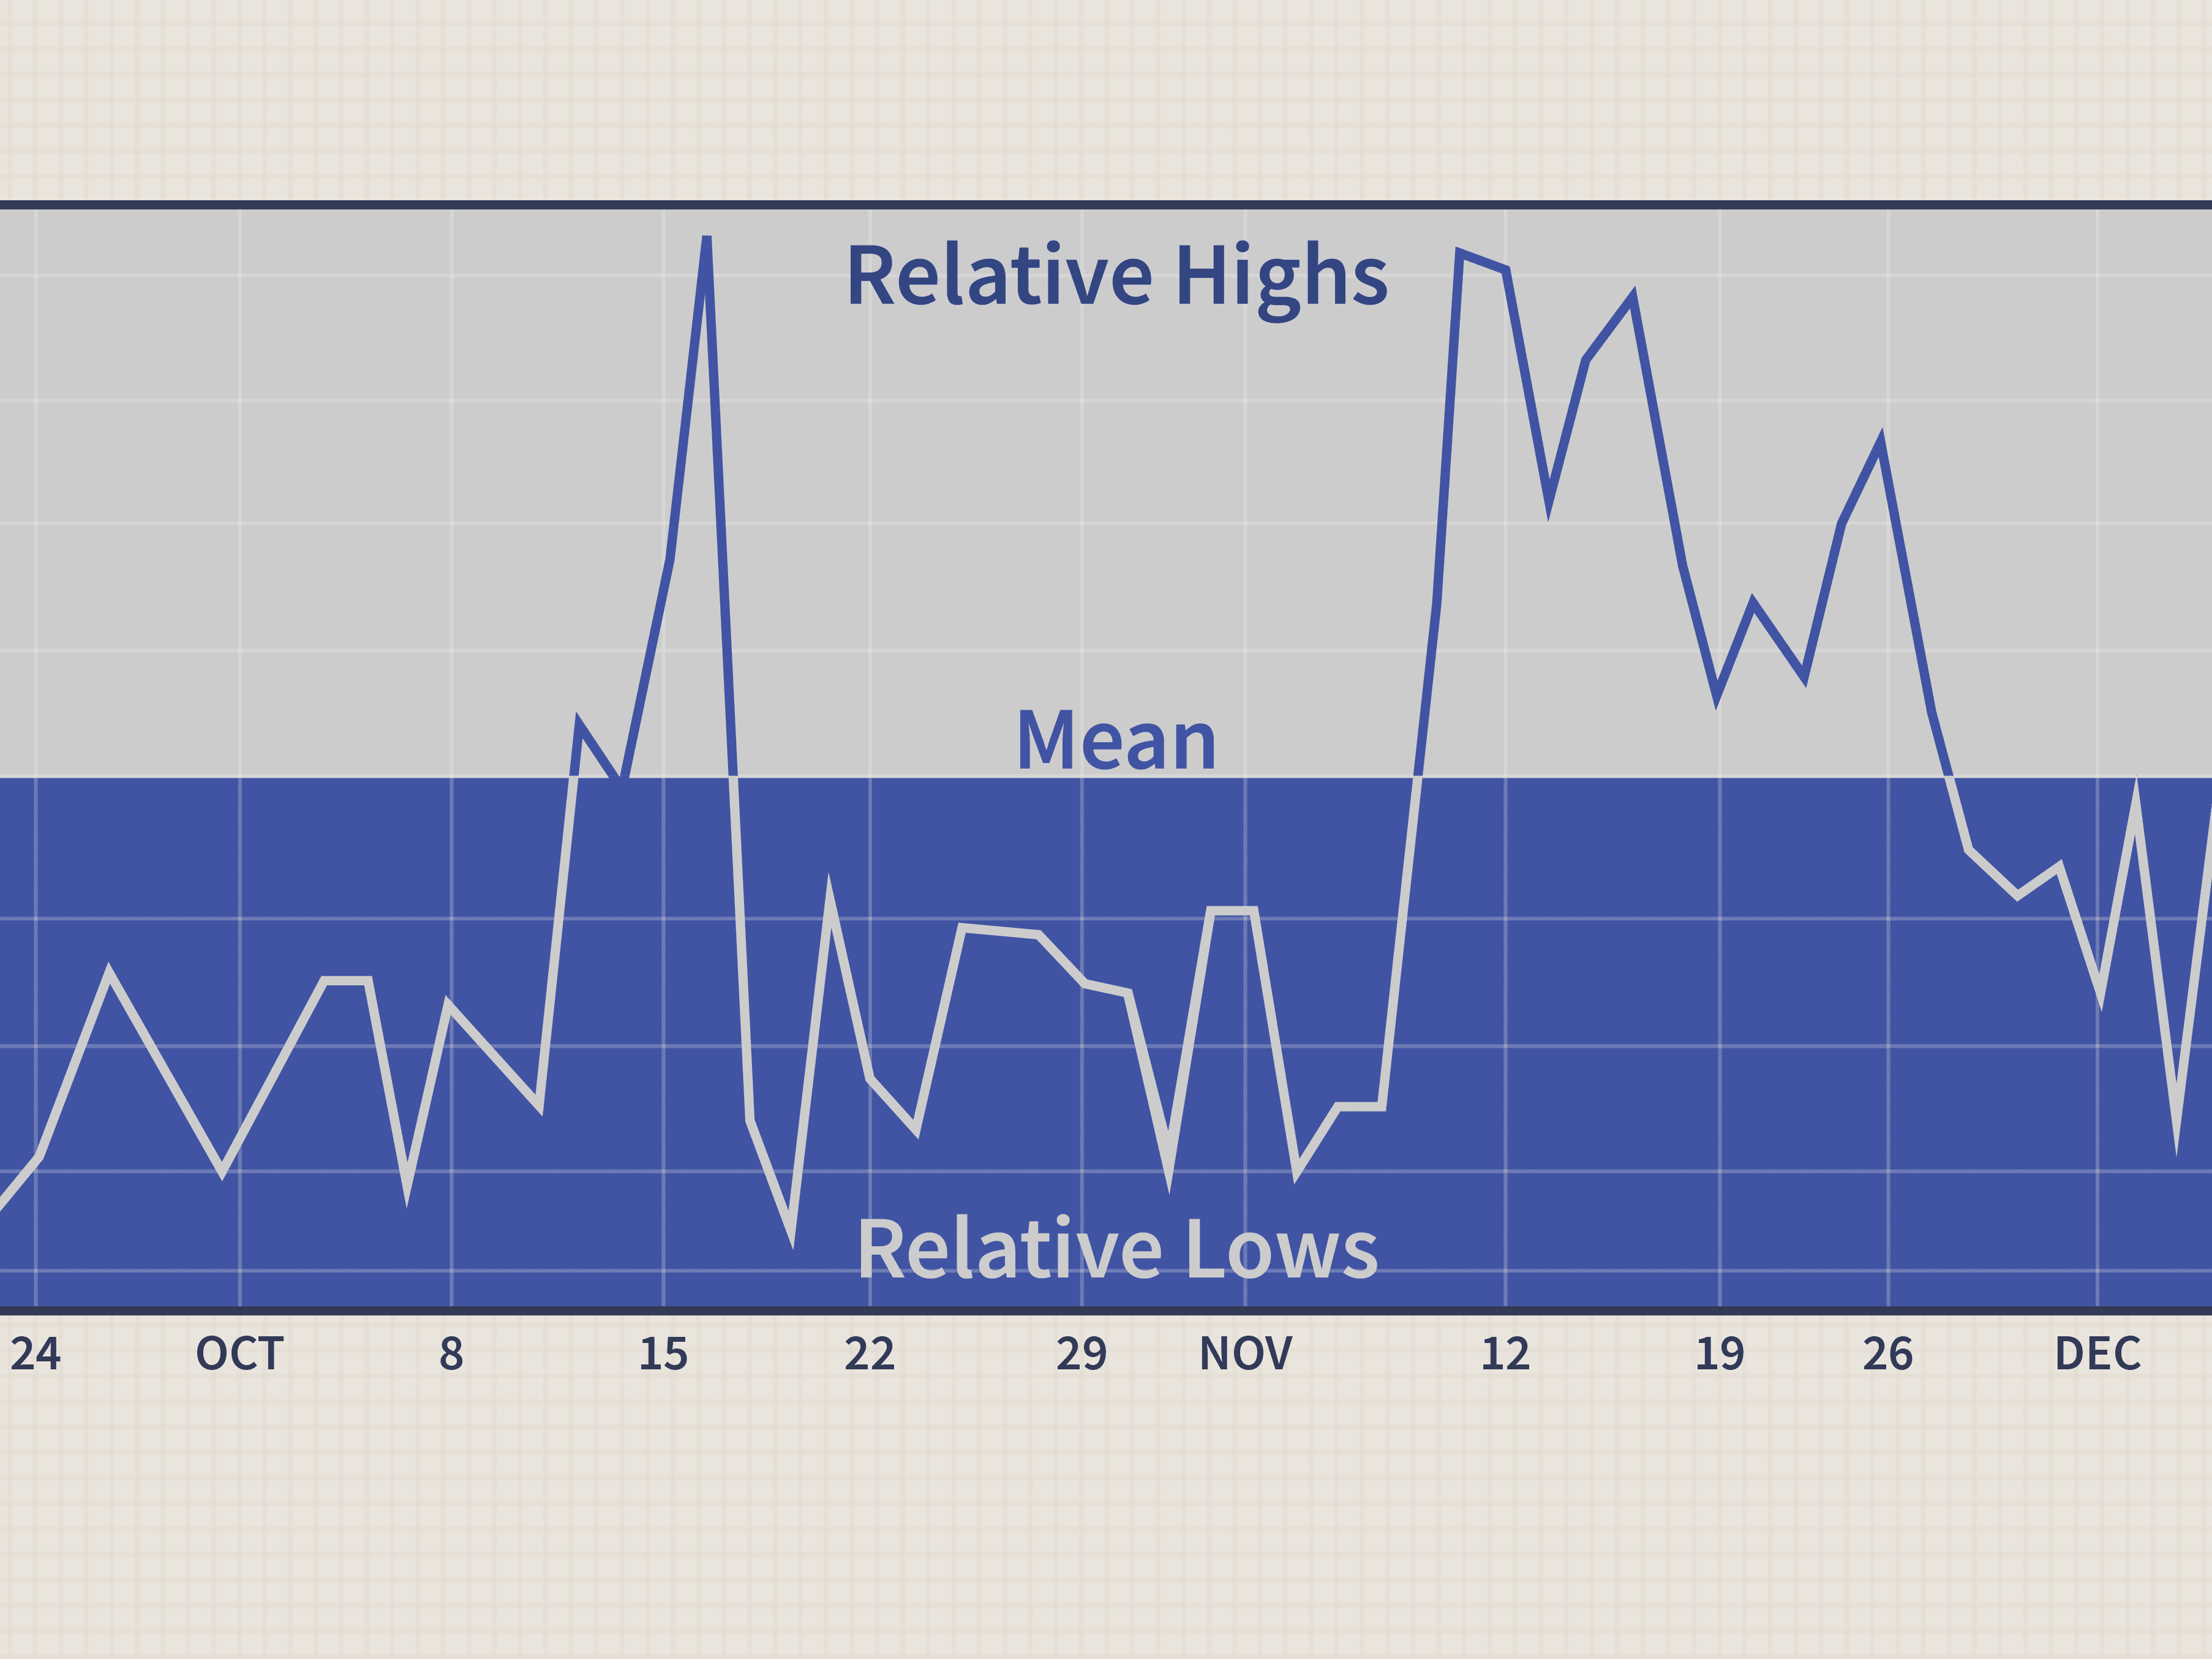 Relative Highs
Mean
Relative Lows
24 OCT 8 15 22 29 NOV 12 19 26 DEC